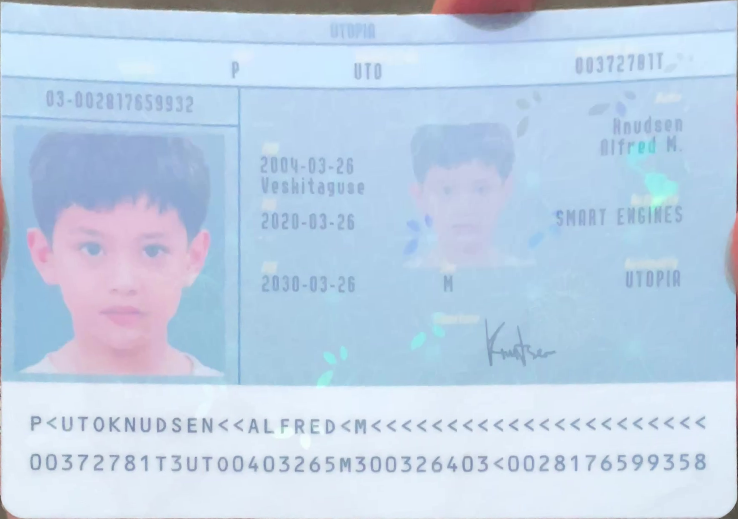 UTOPIA
P UTO 00372781T
03-002817659932
Knudsen
Alfred M.
2004-03-26
Veskitaguse
2020-03-26 SMART ENGINES
2030-03-26 M UTOPIA
Knutsen
P<UTOKNUDSEN<<ALFRED<M<<<<<<<<<<<<<<<<<<<<<<
00372781T3UTO0403265M300326403<0028176599358